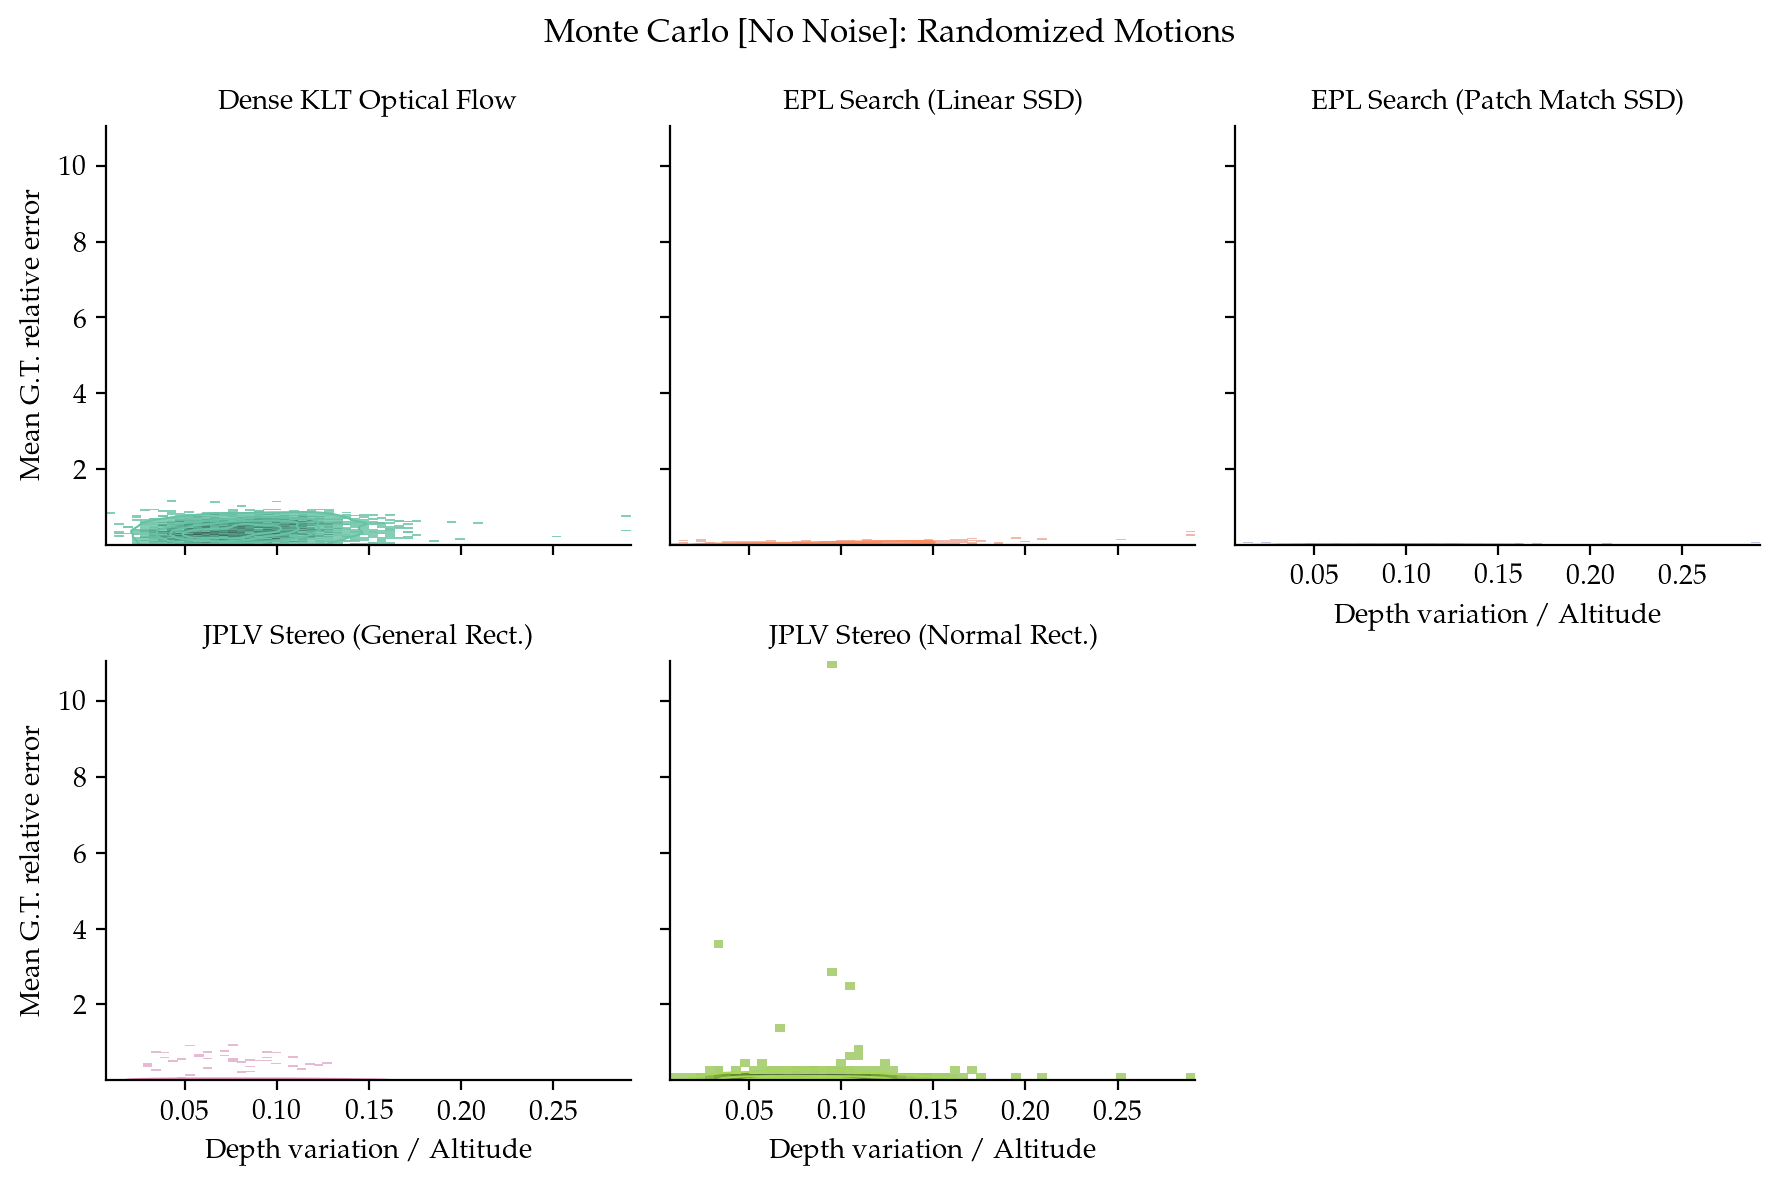 Monte Carlo [No Noise]: Randomized Motions
Dense KLT Optical Flow
EPL Search (Linear SSD)
EPL Search (Patch Match SSD)
Mean G.T. relative error
10
8
6
4
2
0.05 0.10 0.15 0.20 0.25
Depth variation / Altitude
JPLV Stereo (General Rect.)
JPLV Stereo (Normal Rect.)
Mean G.T. relative error
10
8
6
4
2
0.05 0.10 0.15 0.20 0.25
0.05 0.10 0.15 0.20 0.25
Depth variation / Altitude
Depth variation / Altitude